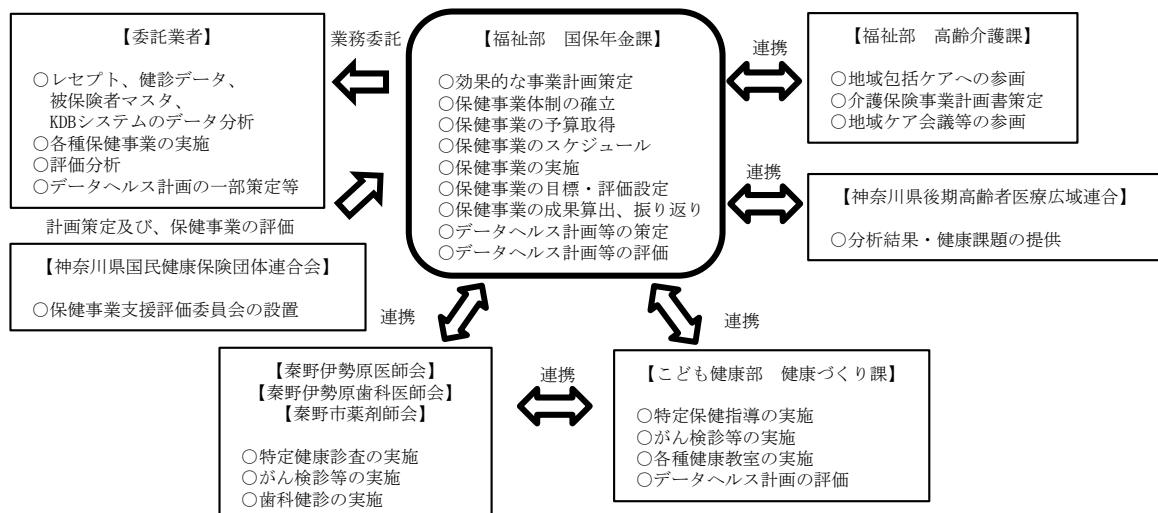 【委託業者】
○レセプト、健診データ、
被保険者マスタ、
KDBシステムのデータ分析
○各種保健事業の実施
○評価分析
○データヘルス計画の一部策定等
業務委託
【福祉部　国保年金課】
○効果的な事業計画策定
○保健事業体制の確立
○保健事業の予算取得
○保健事業のスケジュール
○保健事業の実施
○保健事業の目標・評価設定
○保健事業の成果算出、振り返り
○データヘルス計画等の策定
○データヘルス計画等の評価
連携
【福祉部　高齢介護課】
○地域包括ケアへの参画
○介護保険事業計画書策定
○地域ケア会議等の参画
連携
【神奈川県後期高齢者医療広域連合】
○分析結果・健康課題の提供
計画策定及び、保健事業の評価
【神奈川県国民健康保険団体連合会】
○保健事業支援評価委員会の設置
連携
連携
【秦野伊勢原医師会】
【秦野伊勢原歯科医師会】
【秦野市薬剤師会】
○特定健康診査の実施
○がん検診等の実施
○歯科健診の実施
連携
【こども健康部　健康づくり課】
○特定保健指導の実施
○がん検診等の実施
○各種健康教室の実施
○データヘルス計画の評価